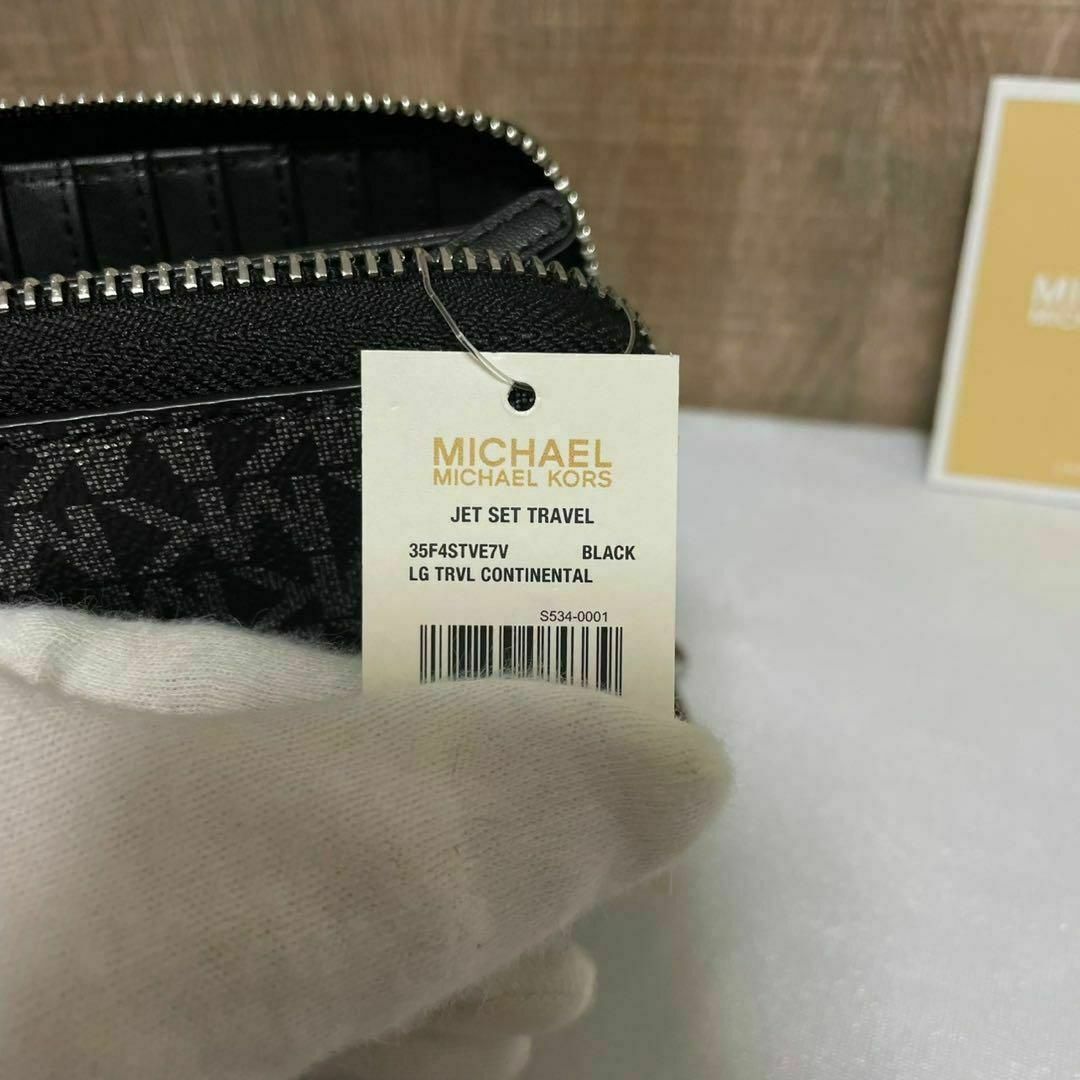 MICHAEL
MICHAEL KORS
JET SET TRAVEL
35F4STVE7V BLACK
LG TRVL CONTINENTAL
S534-0001